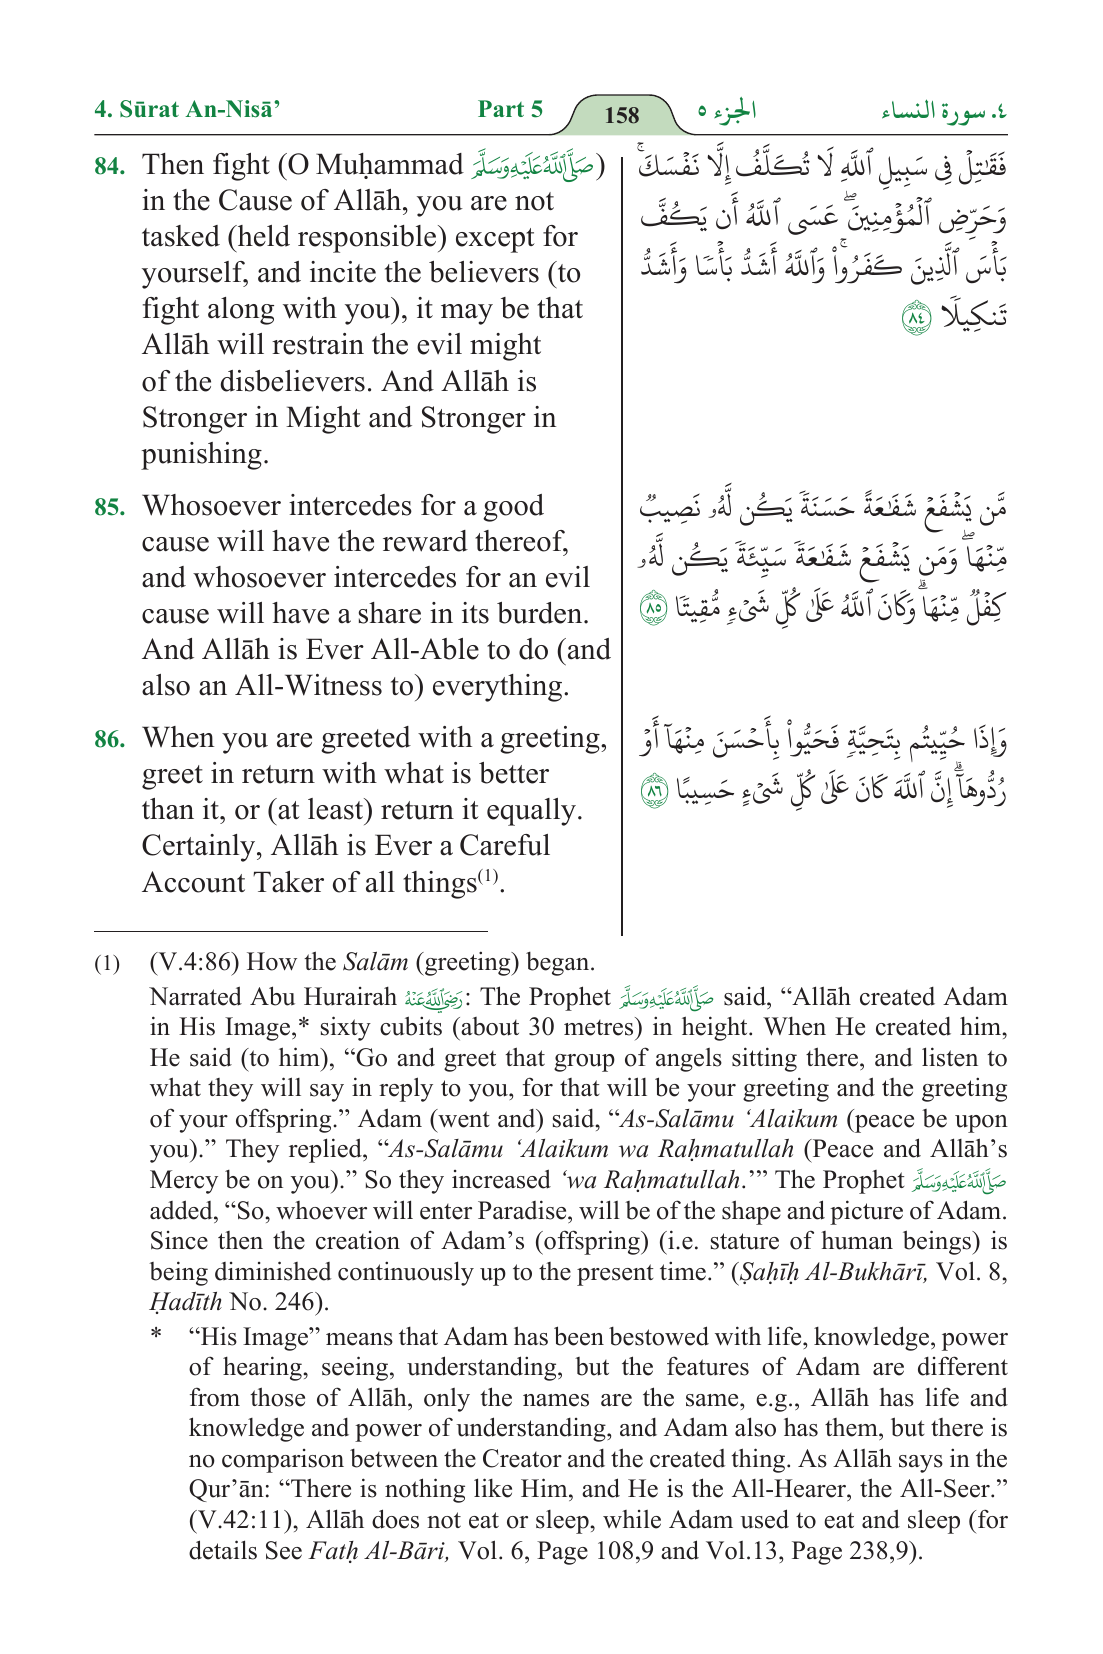 4. Sūrat An-Nisā’ Part 5 158 الجزء ٥ ٤. سورة النساء
84. Then fight (O Muḥammad صَلَّى اللَّهُ عَلَيْهِ وَسَلَّمَ)
in the Cause of Allāh, you are not
tasked (held responsible) except for
yourself, and incite the believers (to
fight along with you), it may be that
Allāh will restrain the evil might
of the disbelievers. And Allāh is
Stronger in Might and Stronger in
punishing.
فَقَٰتِلْ فِى سَبِيلِ ٱللَّهِ لَا تُكَلَّفُ إِلَّا نَفْسَكَ ۚ
وَحَرِّضِ ٱلْمُؤْمِنِينَ ۖ عَسَى ٱللَّهُ أَن يَكُفَّ
بَأْسَ ٱلَّذِينَ كَفَرُوا۟ ۚ وَٱللَّهُ أَشَدُّ بَأْسًا وَأَشَدُّ
تَنكِيلًا ٨٤
85. Whosoever intercedes for a good
cause will have the reward thereof,
and whosoever intercedes for an evil
cause will have a share in its burden.
And Allāh is Ever All-Able to do (and
also an All-Witness to) everything.
مَّن يَشْفَعْ شَفَٰعَةً حَسَنَةً يَكُن لَّهُۥ نَصِيبٌ
مِّنْهَا ۖ وَمَن يَشْفَعْ شَفَٰعَةً سَيِّئَةً يَكُن لَّهُۥ
كِفْلٌ مِّنْهَا ۗ وَكَانَ ٱللَّهُ عَلَىٰ كُلِّ شَىْءٍ مُّقِيتًا ٨٥
86. When you are greeted with a greeting,
greet in return with what is better
than it, or (at least) return it equally.
Certainly, Allāh is Ever a Careful
Account Taker of all things(1).
وَإِذَا حُيِّيتُم بِتَحِيَّةٍ فَحَيُّوا۟ بِأَحْسَنَ مِنْهَآ أَوْ
رُدُّوهَآ ۗ إِنَّ ٱللَّهَ كَانَ عَلَىٰ كُلِّ شَىْءٍ حَسِيبًا ٨٦
(1) (V.4:86) How the Salām (greeting) began.
Narrated Abu Hurairah رَضِيَ اللَّهُ عَنْهُ: The Prophet صَلَّى اللَّهُ عَلَيْهِ وَسَلَّمَ said, “Allāh created Adam
in His Image,* sixty cubits (about 30 metres) in height. When He created him,
He said (to him), “Go and greet that group of angels sitting there, and listen to
what they will say in reply to you, for that will be your greeting and the greeting
of your offspring.” Adam (went and) said, “As-Salāmu ‘Alaikum (peace be upon
you).” They replied, “As-Salāmu ‘Alaikum wa Raḥmatullah (Peace and Allāh’s
Mercy be on you).” So they increased ‘wa Raḥmatullah.’” The Prophet صَلَّى اللَّهُ عَلَيْهِ وَسَلَّمَ
added, “So, whoever will enter Paradise, will be of the shape and picture of Adam.
Since then the creation of Adam’s (offspring) (i.e. stature of human beings) is
being diminished continuously up to the present time.” (Ṣaḥīḥ Al-Bukhārī, Vol. 8,
Ḥadīth No. 246).
* “His Image” means that Adam has been bestowed with life, knowledge, power
of hearing, seeing, understanding, but the features of Adam are different
from those of Allāh, only the names are the same, e.g., Allāh has life and
knowledge and power of understanding, and Adam also has them, but there is
no comparison between the Creator and the created thing. As Allāh says in the
Qur’ān: “There is nothing like Him, and He is the All-Hearer, the All-Seer.”
(V.42:11), Allāh does not eat or sleep, while Adam used to eat and sleep (for
details See Fatḥ Al-Bāri, Vol. 6, Page 108,9 and Vol.13, Page 238,9).